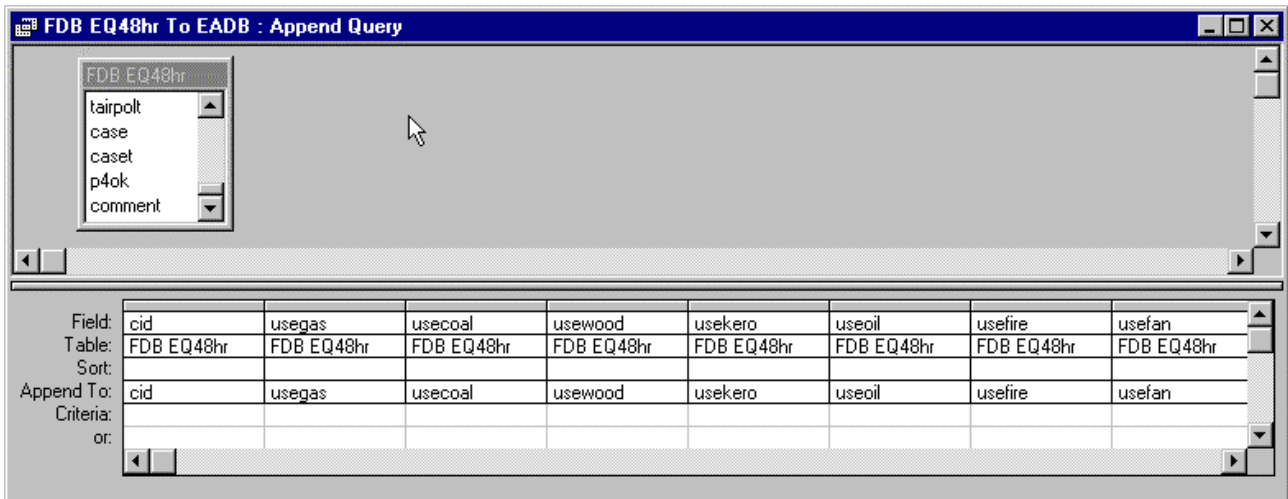 FDB EQ48hr To EADB : Append Query
FDB EQ48hr
tairpolt
case
caset
p4ok
comment
Field: cid usegas usecoal usewood usekero useoil usefire usefan
Table: FDB EQ48hr FDB EQ48hr FDB EQ48hr FDB EQ48hr FDB EQ48hr FDB EQ48hr FDB EQ48hr FDB EQ48hr
Sort:
Append To: cid usegas usecoal usewood usekero useoil usefire usefan
Criteria:
or: